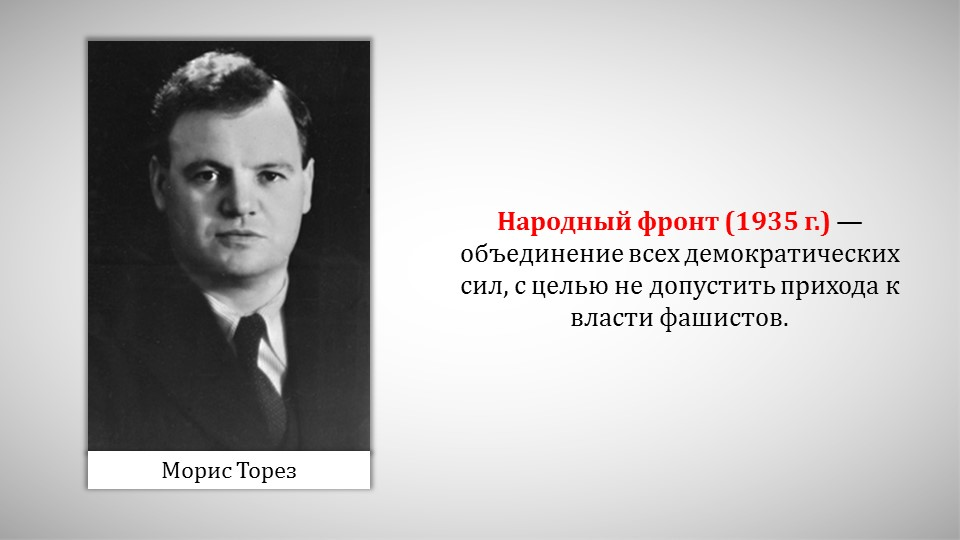 Народный фронт (1935 г.) —
объединение всех демократических
сил, с целью не допустить прихода к
власти фашистов.
Морис Торез